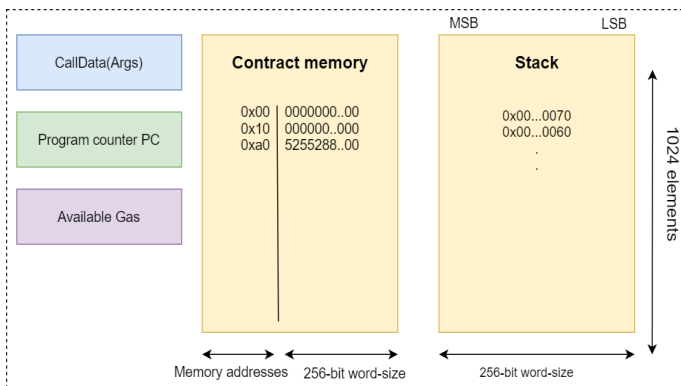 MSB LSB
CallData(Args)
Program counter PC
Available Gas
Contract memory
0x00 0000000..00
0x10 000000..000
0xa0 5255288..00
Stack
0x00...0070
0x00...0060
.
.
1024 elements
Memory addresses 256-bit word-size
256-bit word-size